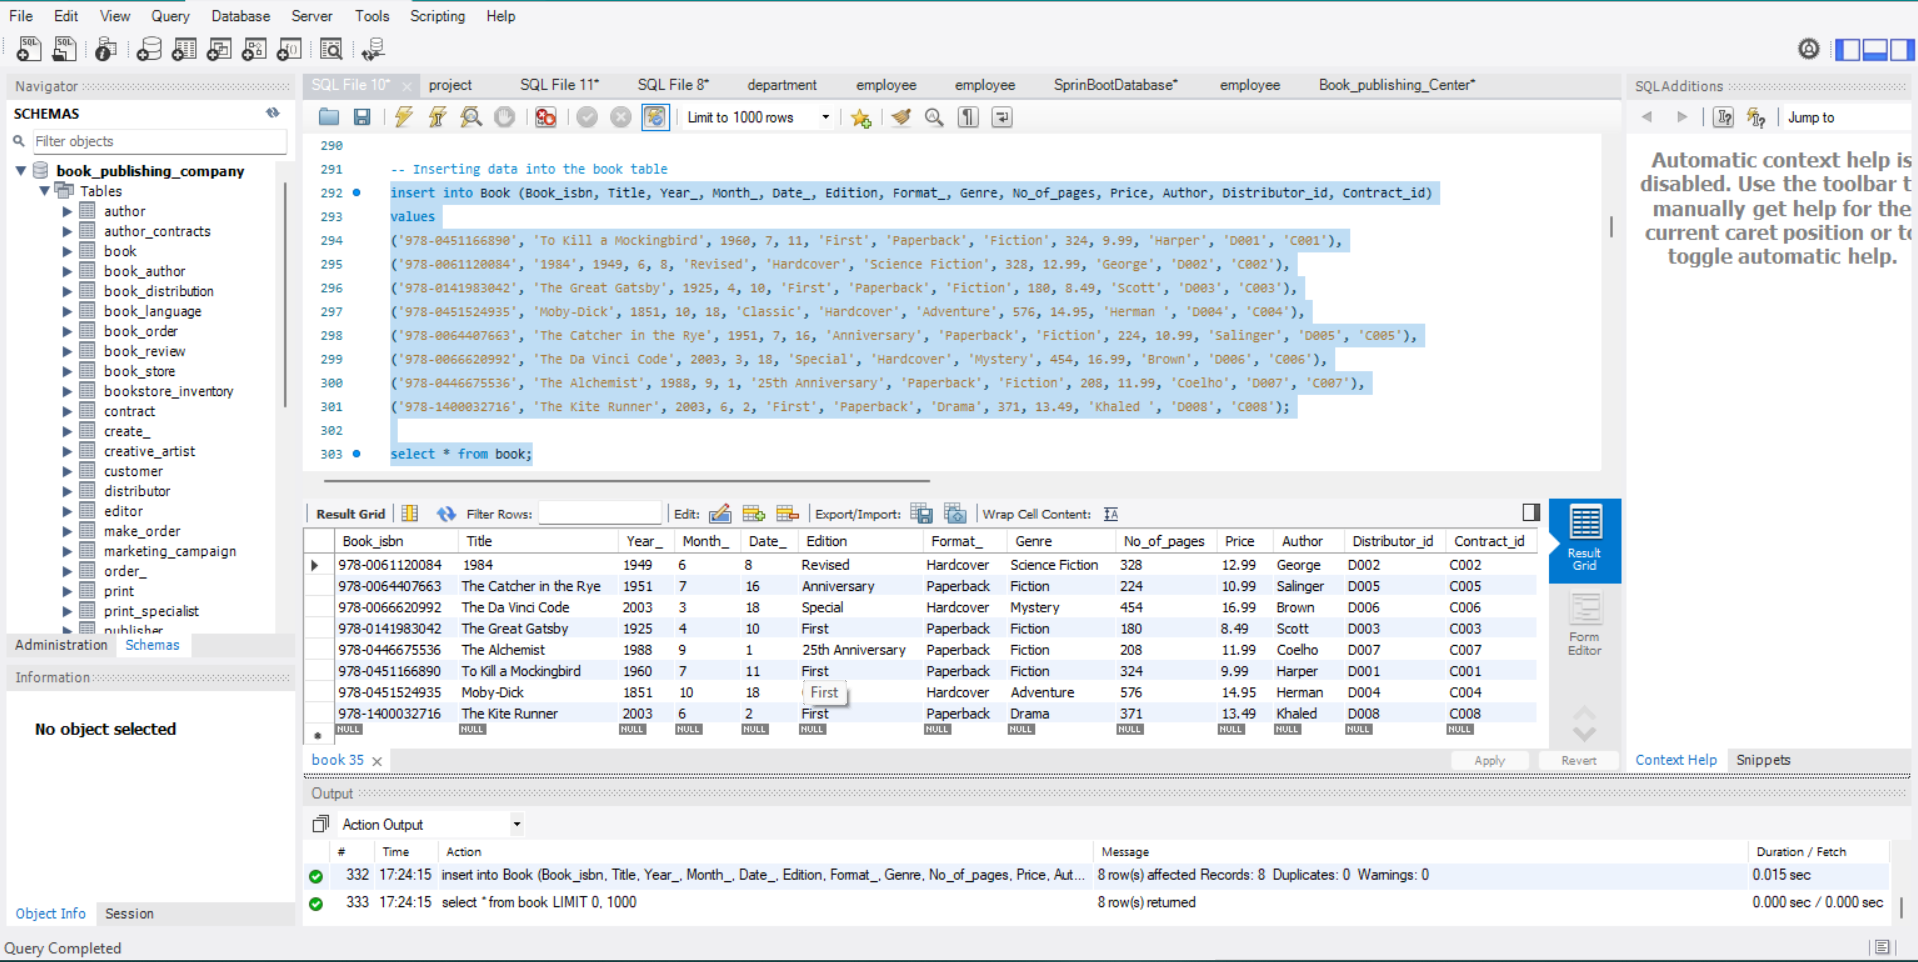 File Edit View Query Database Server Tools Scripting Help
Navigator
SCHEMAS
Filter objects
book_publishing_company
Tables
author
author_contracts
book
book_author
book_distribution
book_language
book_order
book_review
book_store
bookstore_inventory
contract
create_
creative_artist
customer
distributor
editor
make_order
marketing_campaign
order_
print
print_specialist
publisher
Administration Schemas
Information
No object selected
Object Info Session
SQL File 10* project SQL File 11* SQL File 8* department employee employee SprinBootDatabase* employee Book_publishing_Center*
Limit to 1000 rows
290
291 -- Inserting data into the book table
292 insert into Book (Book_isbn, Title, Year_, Month_, Date_, Edition, Format_, Genre, No_of_pages, Price, Author, Distributor_id, Contract_id)
293 values
294 ('978-0451166890', 'To Kill a Mockingbird', 1960, 7, 11, 'First', 'Paperback', 'Fiction', 324, 9.99, 'Harper', 'D001', 'C001'),
295 ('978-0061120084', '1984', 1949, 6, 8, 'Revised', 'Hardcover', 'Science Fiction', 328, 12.99, 'George', 'D002', 'C002'),
296 ('978-0141983042', 'The Great Gatsby', 1925, 4, 10, 'First', 'Paperback', 'Fiction', 180, 8.49, 'Scott', 'D003', 'C003'),
297 ('978-0451524935', 'Moby-Dick', 1851, 10, 18, 'Classic', 'Hardcover', 'Adventure', 576, 14.95, 'Herman ', 'D004', 'C004'),
298 ('978-0064407663', 'The Catcher in the Rye', 1951, 7, 16, 'Anniversary', 'Paperback', 'Fiction', 224, 10.99, 'Salinger', 'D005', 'C005'),
299 ('978-0066620992', 'The Da Vinci Code', 2003, 3, 18, 'Special', 'Hardcover', 'Mystery', 454, 16.99, 'Brown', 'D006', 'C006'),
300 ('978-0446675536', 'The Alchemist', 1988, 9, 1, '25th Anniversary', 'Paperback', 'Fiction', 208, 11.99, 'Coelho', 'D007', 'C007'),
301 ('978-1400032716', 'The Kite Runner', 2003, 6, 2, 'First', 'Paperback', 'Drama', 371, 13.49, 'Khaled ', 'D008', 'C008');
302
303 select * from book;
Result Grid Filter Rows: Edit: Export/Import: Wrap Cell Content:
Book_isbn Title Year_ Month_ Date_ Edition Format_ Genre No_of_pages Price Author Distributor_id Contract_id
978-0061120084 1984 1949 6 8 Revised Hardcover Science Fiction 328 12.99 George D002 C002
978-0064407663 The Catcher in the Rye 1951 7 16 Anniversary Paperback Fiction 224 10.99 Salinger D005 C005
978-0066620992 The Da Vinci Code 2003 3 18 Special Hardcover Mystery 454 16.99 Brown D006 C006
978-0141983042 The Great Gatsby 1925 4 10 First Paperback Fiction 180 8.49 Scott D003 C003
978-0446675536 The Alchemist 1988 9 1 25th Anniversary Paperback Fiction 208 11.99 Coelho D007 C007
978-0451166890 To Kill a Mockingbird 1960 7 11 First Paperback Fiction 324 9.99 Harper D001 C001
978-0451524935 Moby-Dick 1851 10 18 First Hardcover Adventure 576 14.95 Herman D004 C004
978-1400032716 The Kite Runner 2003 6 2 First Paperback Drama 371 13.49 Khaled D008 C008
NULL NULL NULL NULL NULL NULL NULL NULL NULL NULL NULL NULL NULL
Result Grid
Form Editor
book 35 Apply Revert
Output
Action Output
# Time Action Message Duration / Fetch
332 17:24:15 insert into Book (Book_isbn, Title, Year_, Month_, Date_, Edition, Format_, Genre, No_of_pages, Price, Aut... 8 row(s) affected Records: 8 Duplicates: 0 Warnings: 0 0.015 sec
333 17:24:15 select * from book LIMIT 0, 1000 8 row(s) returned 0.000 sec / 0.000 sec
SQLAdditions
Jump to
Automatic context help is
disabled. Use the toolbar t
manually get help for the
current caret position or to
toggle automatic help.
Context Help Snippets
Query Completed